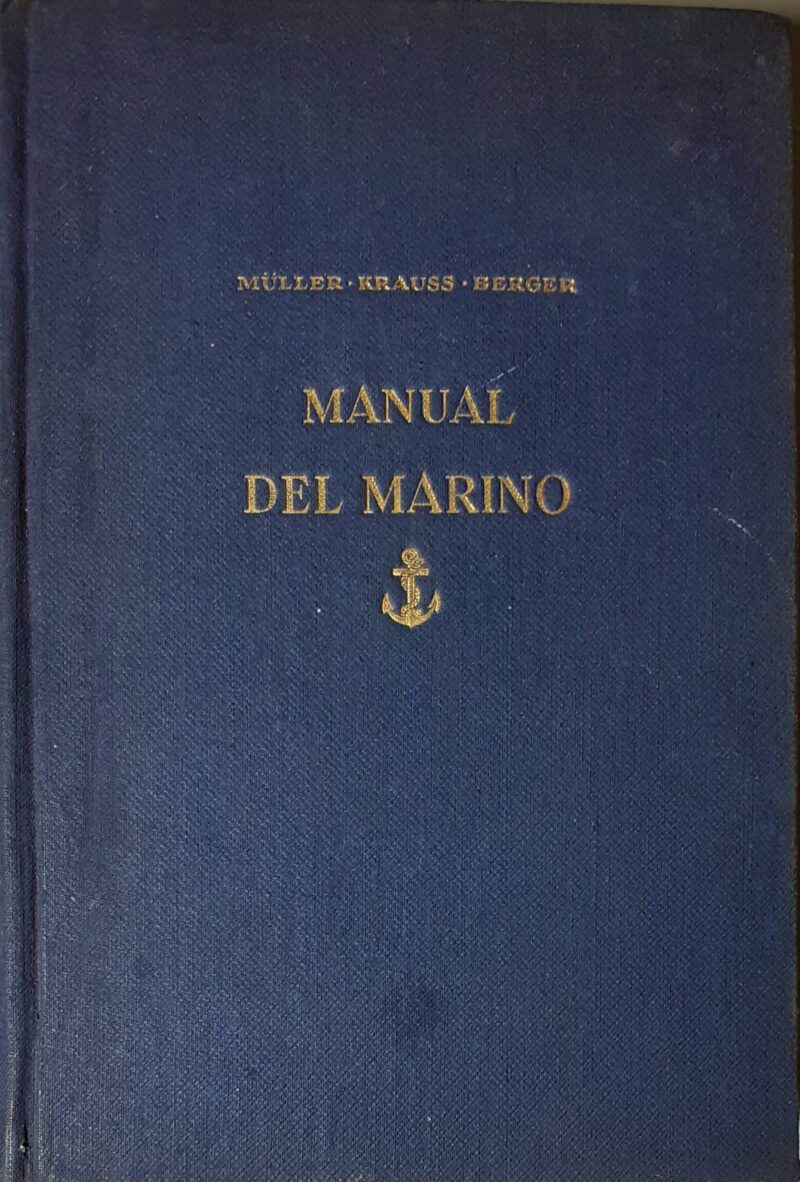 MÜLLER · KRAUSS · BERGER
MANUAL
DEL MARINO